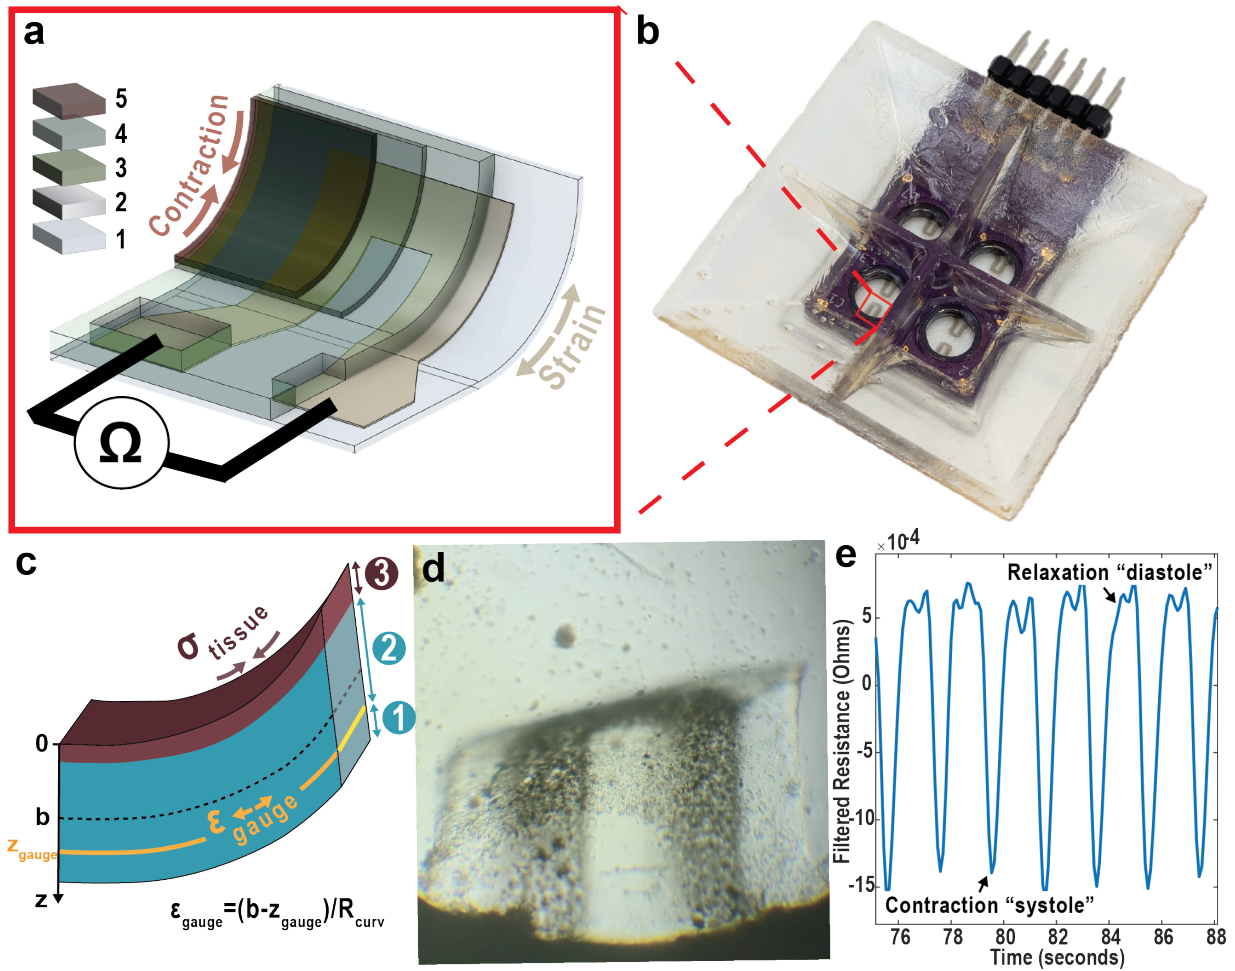 a
5
4
3
2
1
Contraction
Strain
Ω
b
C1
2
c
3
2
1
σ tissue
0
b
z gauge
z
ε gauge
ε gauge=(b-z gauge)/R curv
d
e
×10-4
Relaxation “diastole”
5
0
-5
-10
-15
Filtered Resistance (Ohms)
Contraction “systole”
76 78 80 82 84 86 88
Time (seconds)